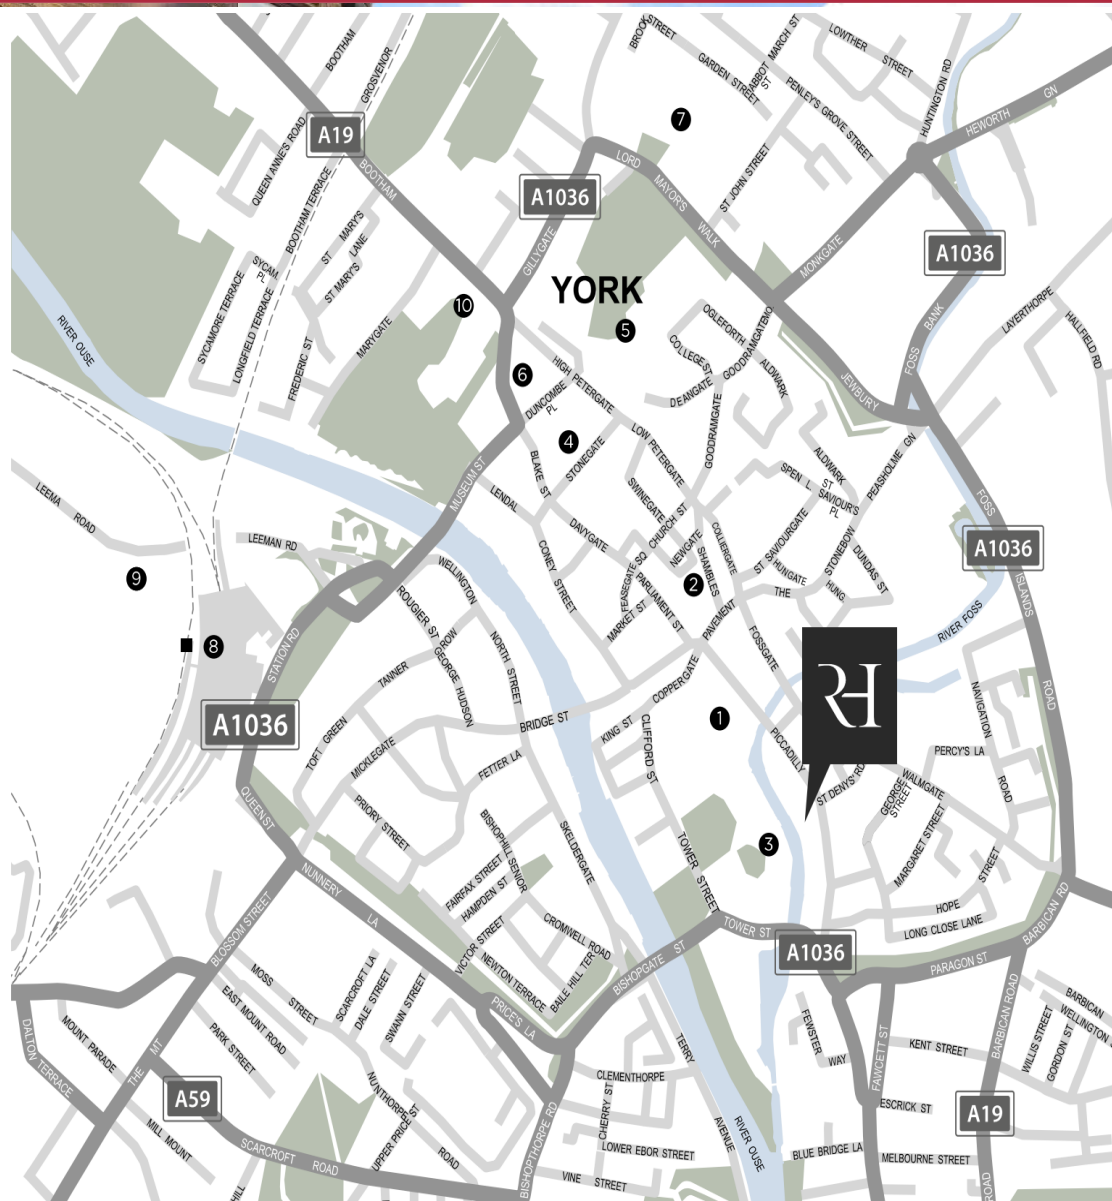 BROOK STREET
BOOTHAM
GROSVENOR
GARDEN STREET
ABBOT MARCH ST
ST
LOWTHER STREET
PENLEY'S GROVE STREET
HUNTINGTON RD
HEWORTH GN
A19
7
QUEEN ANNE'S ROAD
BOOTHAM TERRACE
BOOTHAM
LORD MAYOR'S WALK
A1036
ST JOHN STREET
GILLYGATE
MONKGATE
A1036
ST MARY'S LANE
ST MARY'S
SYCAM. PL
SYCAMORE TERRACE
LONGFIELD TERRACE
FREDERIC ST
MARYGATE
RIVER OUSE
10
YORK
5
OGLEFORTH
COLLEGE ST
GOODRAMGATE
DEANGATE
GOODRAMGATE
ALDWARK
FOSS BANK
LAYERTHORPE
HALLFIELD RD
JEWBURY
6
HIGH PETERGATE
DUNCOMBE PL
4
STONEGATE
LOW PETERGATE
BLAKE ST
MUSEUM ST
LENDAL
DAVYGATE
SWINEGATE
CHURCH ST
NEWGATE
SHAMBLES
COLLIERGATE
SPEN L
ALDWARK
ST SAVIOUR'S PL
PEASHOLME GN
ST SAVIOURGATE
STONEBOW
DUNDAS ST
HUNGATE
THE
HUNG
FOSS ISLANDS ROAD
A1036
LEEMA ROAD
LEEMAN RD
9
8
STATION RD
WELLINGTON ROW
ROUGIER ST
CONEY STREET
FEASEGATE
SQ
MARKET ST
PARLIAMENT ST
2
PAVEMENT
FOSSGATE
RIVER FOSS
RH
TANNER
GEORGE HUDSON
NORTH STREET
A1036
TOFT GREEN
MICKLEGATE
BRIDGE ST
COPPERGATE
KING ST
CLIFFORD ST
1
PICCADILLY
NAVIGATION ROAD
PERCY'S LA
FETTER LA
PRIORY STREET
ST DENYS' RD
WALMGATE
GEORGE STREET
MARGARET STREET
QUEEN ST
NUNNERY LA
BISHOPHILL SENIOR
SKELDERGATE
TOWER STREET
3
FAIRFAX STREET
HAMPDEN ST
HOPE STREET
LONG CLOSE LANE
BARBICAN RD
BLOSSOM STREET
VICTOR STREET
CROMWELL ROAD
NEWTON TERRACE
BAILE HILL TER
BISHOPGATE ST
TOWER ST
A1036
PARAGON ST
MOSS STREET
SCARCROFT LA
DALE STREET
SWANN STREET
PRICE'S LA
EAST MOUNT ROAD
PARK STREET
DALTON TERRACE
MOUNT PARADE
THE MT
TERRY AVENUE
FEWSTER WAY
FAWCETT ST
KENT STREET
BARBICAN ROAD
BARBICAN
WELLINGTON S
WILLIS STREET
GORDON ST
A59
NUNTHORPE ROAD
UPPER PRICE ST
CLEMENTHORPE
CHERRY ST
ESCRICK ST
A19
MILL MOUNT
SCARCROFT ROAD
BISHOPTHORPE RD
LOWER EBOR STREET
RIVER OUSE
BLUE BRIDGE LA
MELBOURNE STREET
VINE STREET
HILL
OAD